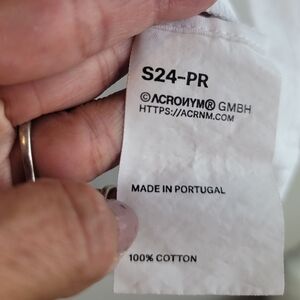 S24-PR
©ACRONYM® GMBH
HTTPS://ACRNM.COM
MADE IN PORTUGAL
100% COTTON